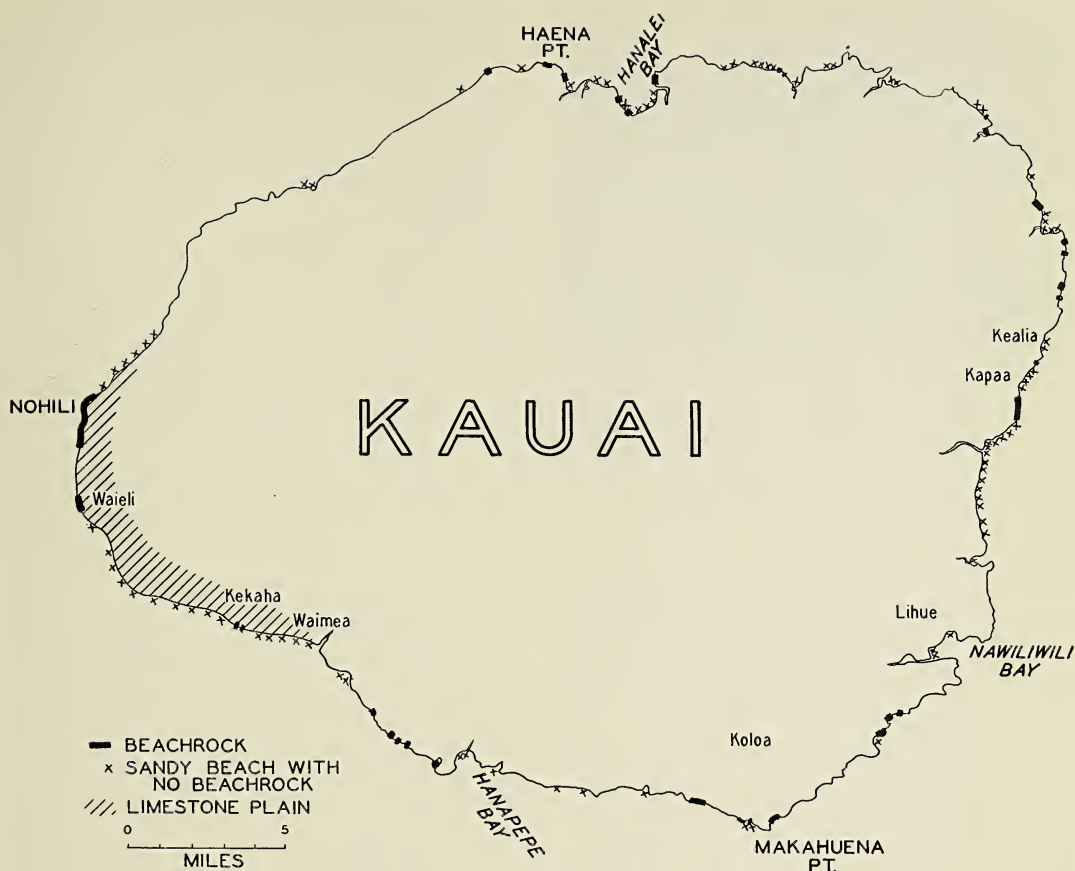 HAENA
PT.
HANALEI
BAY
Kealia
Kapaa
NOHILI
KAUAI
Waieli
Kekaha
Waimea
Lihue
NAWILIWILI
BAY
Koloa
BEACHROCK
x SANDY BEACH WITH
NO BEACHROCK
LIMESTONE PLAIN
0 5
MILES
HANAPEPE
BAY
MAKAHUENA
PT.